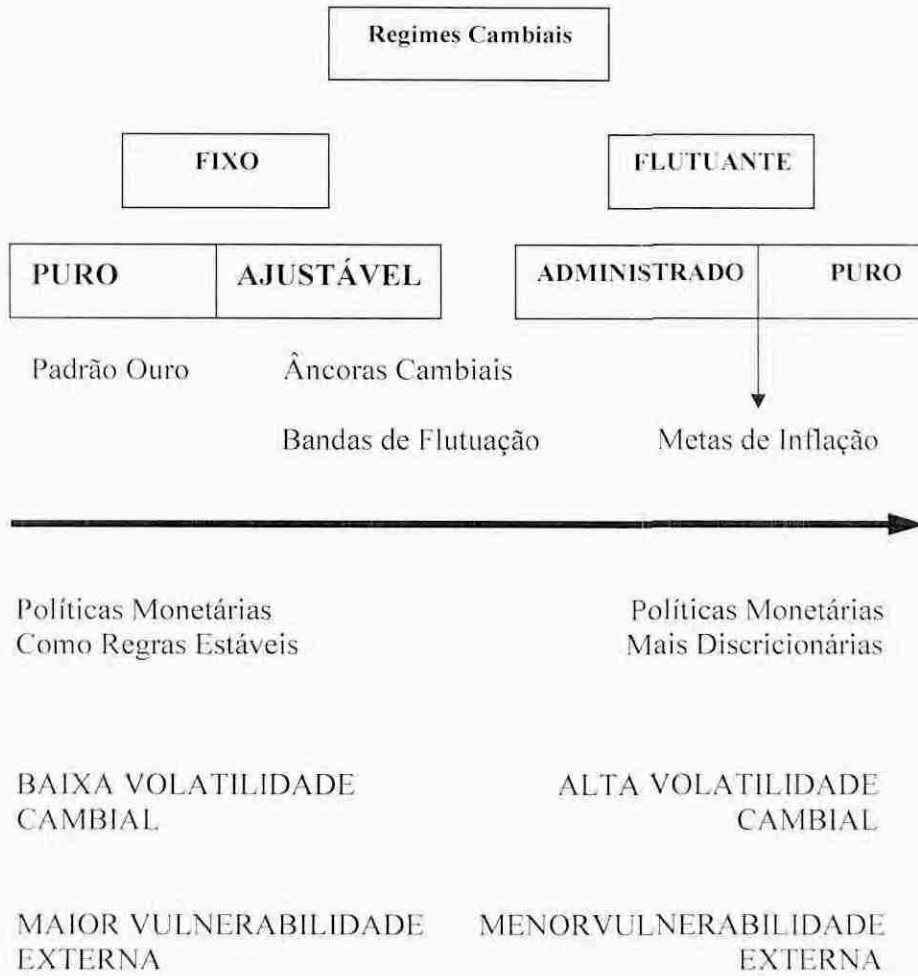 Regimes Cambiais
FIXO
FLUTUANTE
PURO
AJUSTÁVEL
ADMINISTRADO
PURO
Padrão Ouro
Âncoras Cambiais
Bandas de Flutuação
Metas de Inflação
Políticas Monetárias
Como Regras Estáveis
Políticas Monetárias
Mais Discricionárias
BAIXA VOLATILIDADE
CAMBIAL
ALTA VOLATILIDADE
CAMBIAL
MAIOR VULNERABILIDADE
EXTERNA
MENORVULNERABILIDADE
EXTERNA